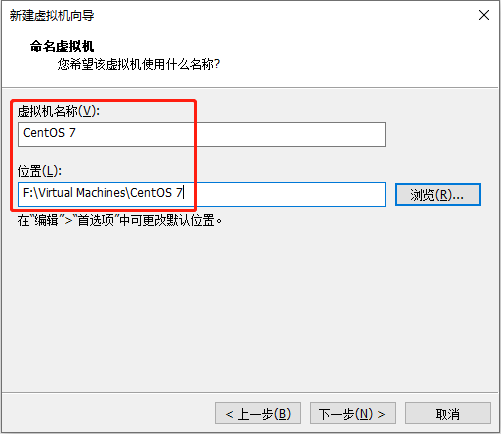 新建虚拟机向导
命名虚拟机
您希望该虚拟机使用什么名称?
虚拟机名称(V):
CentOS 7
位置(L):
F:\Virtual Machines\CentOS 7
浏览(R)...
在“编辑”>“首选项”中可更改默认位置。
< 上一步(B)
下一步(N) >
取消